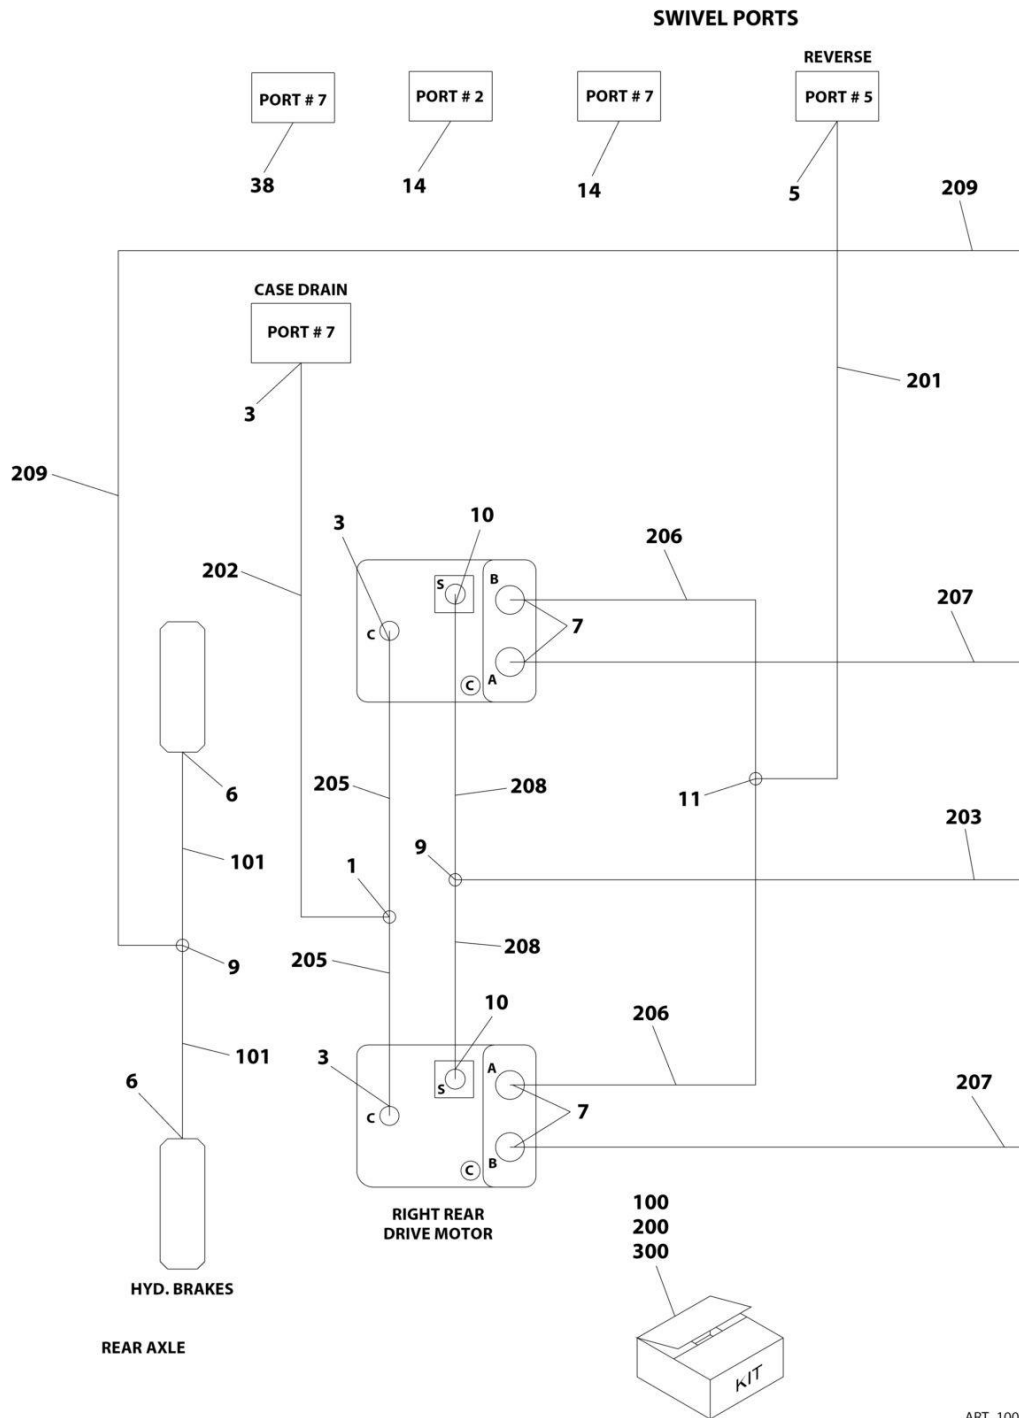 SWIVEL PORTS
REVERSE
PORT # 7
PORT # 2
PORT # 7
PORT # 5
38
14
14
5
209
CASE DRAIN
PORT # 7
201
3
209
10
3
206
202
S
B
207
7
C
A
C
6
205
208
11
203
101
9
1
208
9
205
10
206
101
3
A
207
6
S
7
C
B
C
100
200
300
RIGHT REAR
DRIVE MOTOR
HYD. BRAKES
REAR AXLE
KIT
ART_100